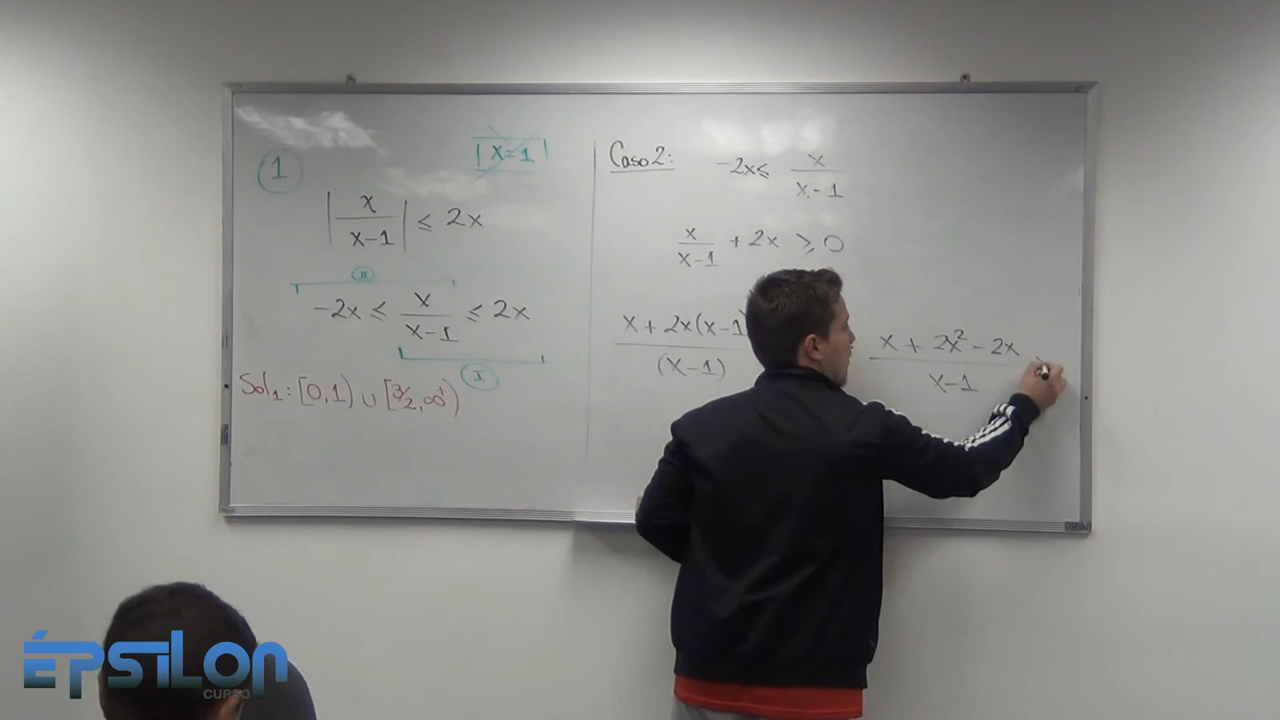 1
| X=1 |
| x / x-1 | ≤ 2x
II
-2x ≤ x / x-1 ≤ 2x
I
Sol₁: [0,1) ∪ [3/2, ∞⁺)
Caso 2: -2x ≤ x / x-1
x / x-1 + 2x ≥ 0
x + 2x(x-1 / (x-1)
x + 2x² - 2x / x-1
ÉPSILON
CURSO